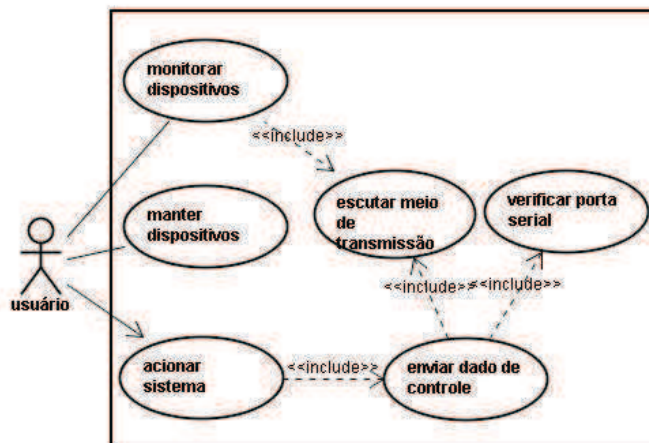 monitorar
dispositivos
<<include>>
escutar meio
de
transmissão
verificar porta
serial
manter
dispositivos
usuário
<<include>>
<<include>>
acionar
sistema
<<include>>
enviar dado de
controle